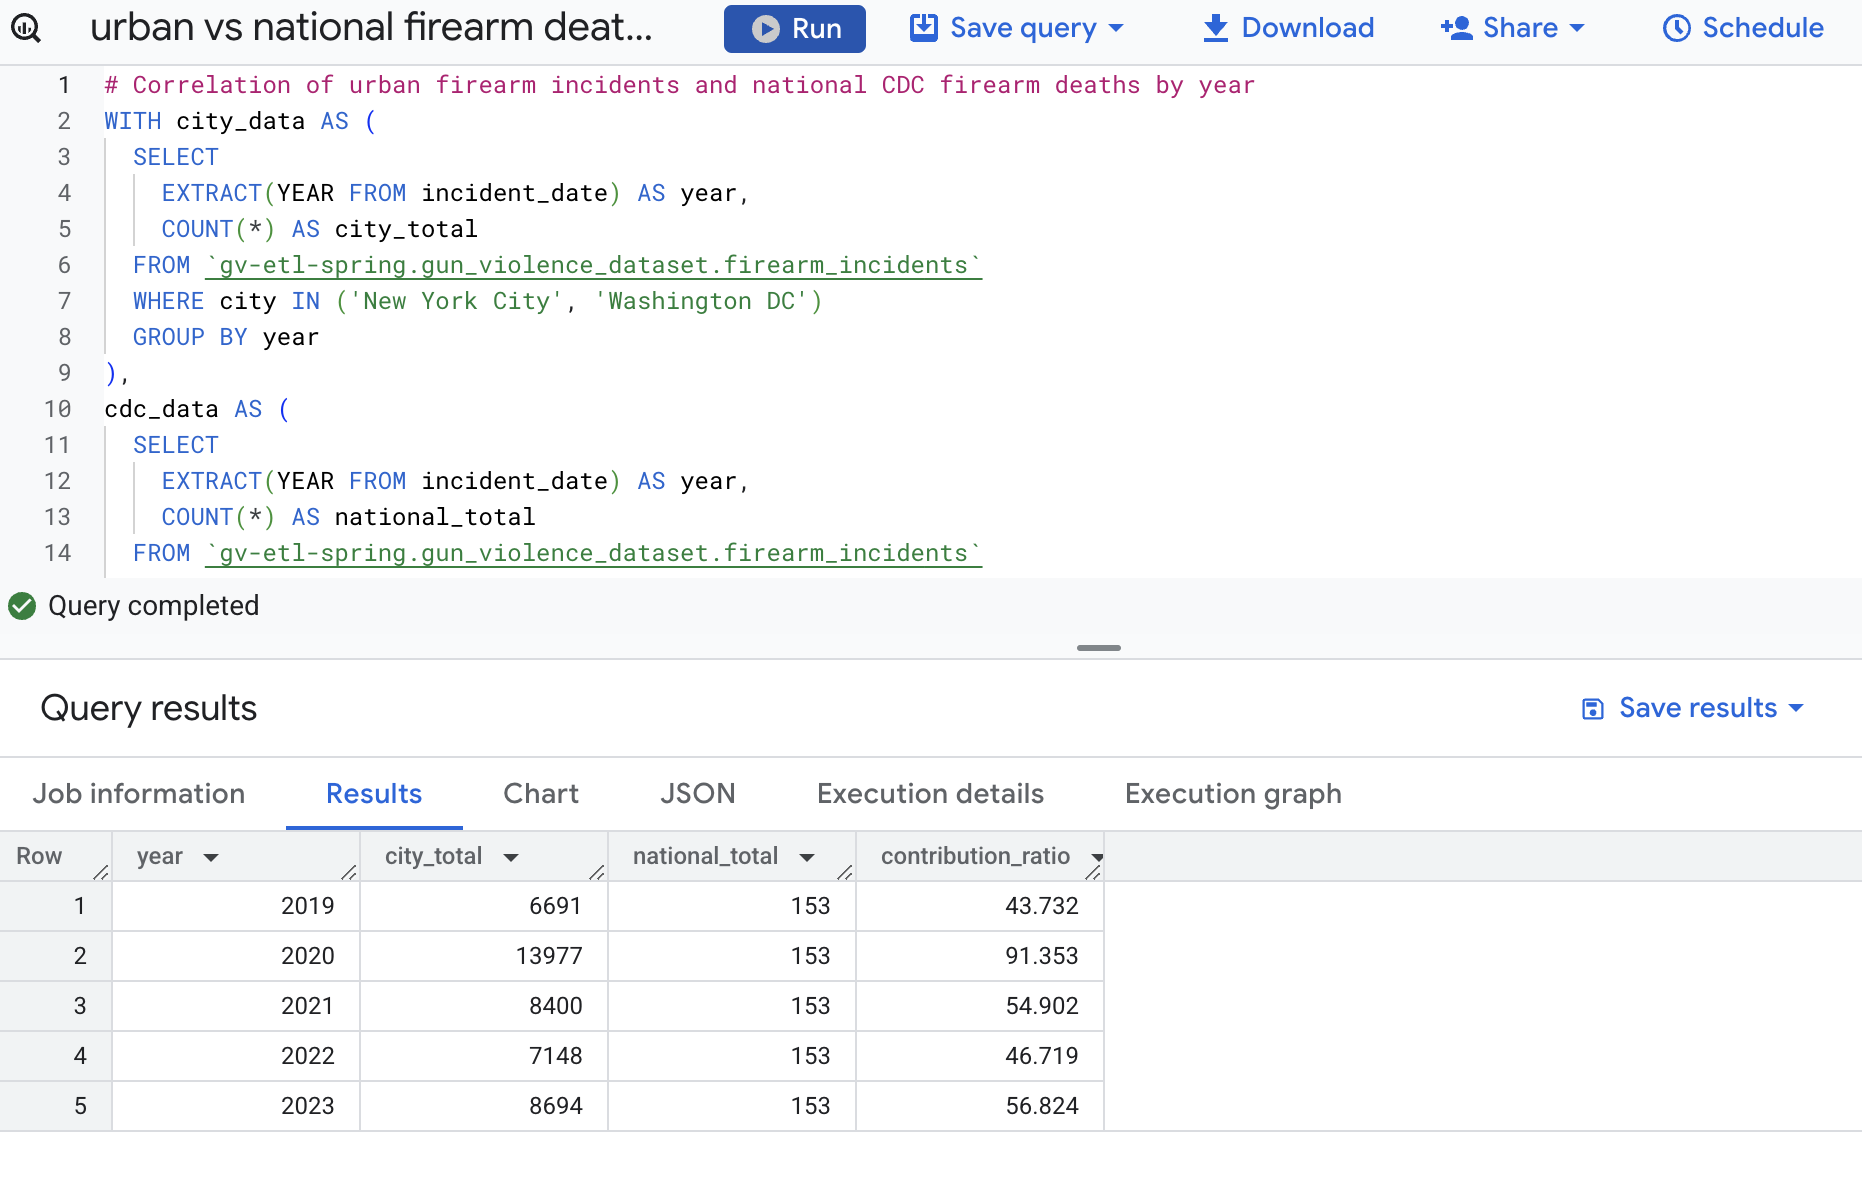 urban vs national firearm deat...
Run
Save query
Download
Share
Schedule
1 # Correlation of urban firearm incidents and national CDC firearm deaths by year
2 WITH city_data AS (
3 SELECT
4 EXTRACT(YEAR FROM incident_date) AS year,
5 COUNT(*) AS city_total
6 FROM `gv-etl-spring.gun_violence_dataset.firearm_incidents`
7 WHERE city IN ('New York City', 'Washington DC')
8 GROUP BY year
9 ),
10 cdc_data AS (
11 SELECT
12 EXTRACT(YEAR FROM incident_date) AS year,
13 COUNT(*) AS national_total
14 FROM `gv-etl-spring.gun_violence_dataset.firearm_incidents`
Query completed
Query results
Save results
Job information Results Chart JSON Execution details Execution graph
Row year city_total national_total contribution_ratio
1 2019 6691 153 43.732
2 2020 13977 153 91.353
3 2021 8400 153 54.902
4 2022 7148 153 46.719
5 2023 8694 153 56.824